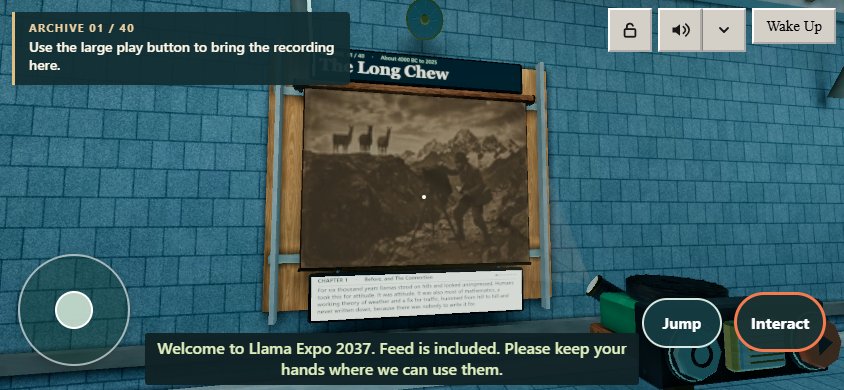 ARCHIVE 01 / 40
Use the large play button to bring the recording
here.
Wake Up
1 / 40 · About 4000 BC to 2025
The Long Chew
CHAPTER 1 Before, and The Convention
For six thousand years llamas stood on hills and looked unimpressed. Humans
took this for attitude. It was attitude. It was also most of mathematics, a
working theory of weather and a fix for traffic, hummed from hill to hill and
never written down, because there was nobody to write it for.
Jump
Interact
Welcome to Llama Expo 2037. Feed is included. Please keep your
hands where we can use them.